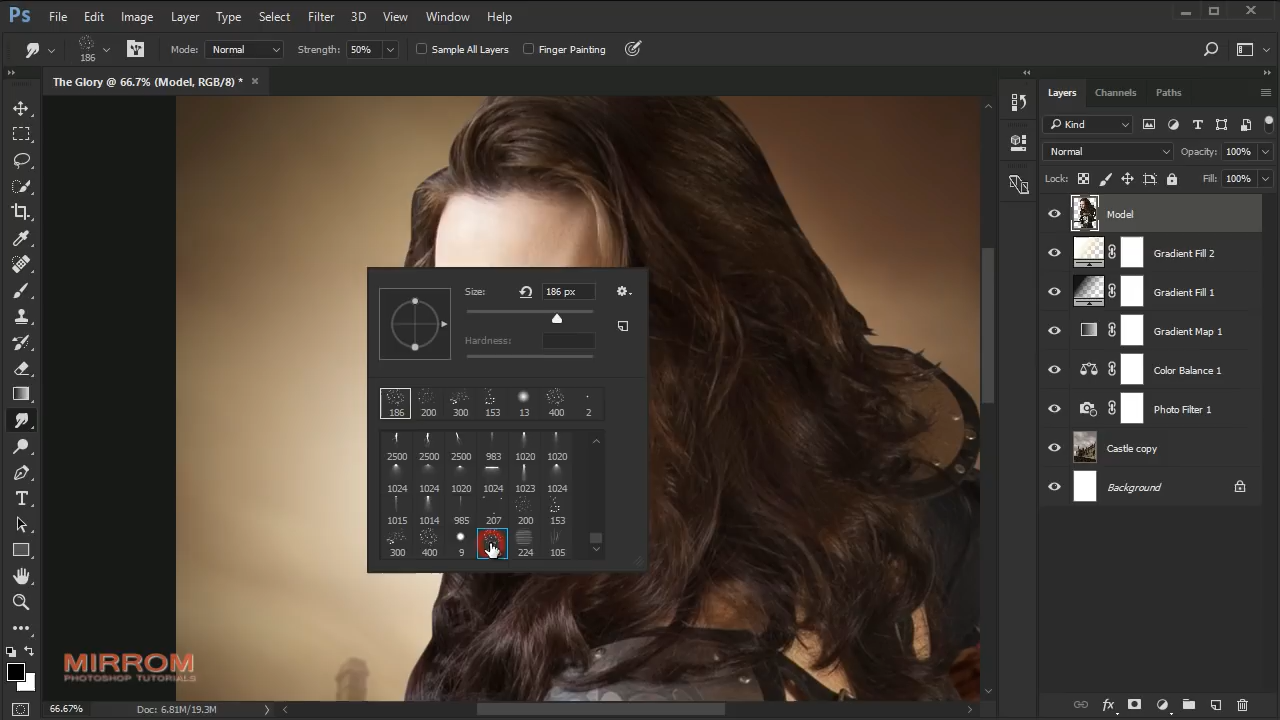 Ps File Edit Image Layer Type Select Filter 3D View Window Help
186 Mode: Normal Strength: 50% Sample All Layers Finger Painting
The Glory @ 66.7% (Model, RGB/8) *
Layers Channels Paths
Kind
Normal Opacity: 100%
Lock: Fill: 100%
Model
Gradient Fill 2
Gradient Fill 1
Gradient Map 1
Color Balance 1
Photo Filter 1
Castle copy
Background
Size: 186 px
Hardness:
186 200 300 153 13 400 2
2500 2500 2500 983 1020 1020
1024 1024 1020 1024 1023 1024
1015 1014 985 207 200 153
300 400 9 224 105
MIRROM
PHOTOSHOP TUTORIALS
66.67% Doc: 6.81M/19.3M